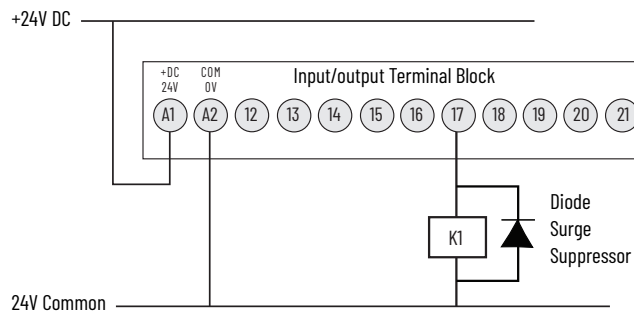 +24V DC
+DC
24V
COM
0V
Input/output Terminal Block
A1 A2 12 13 14 15 16 17 18 19 20 21
K1
Diode
Surge
Suppressor
24V Common